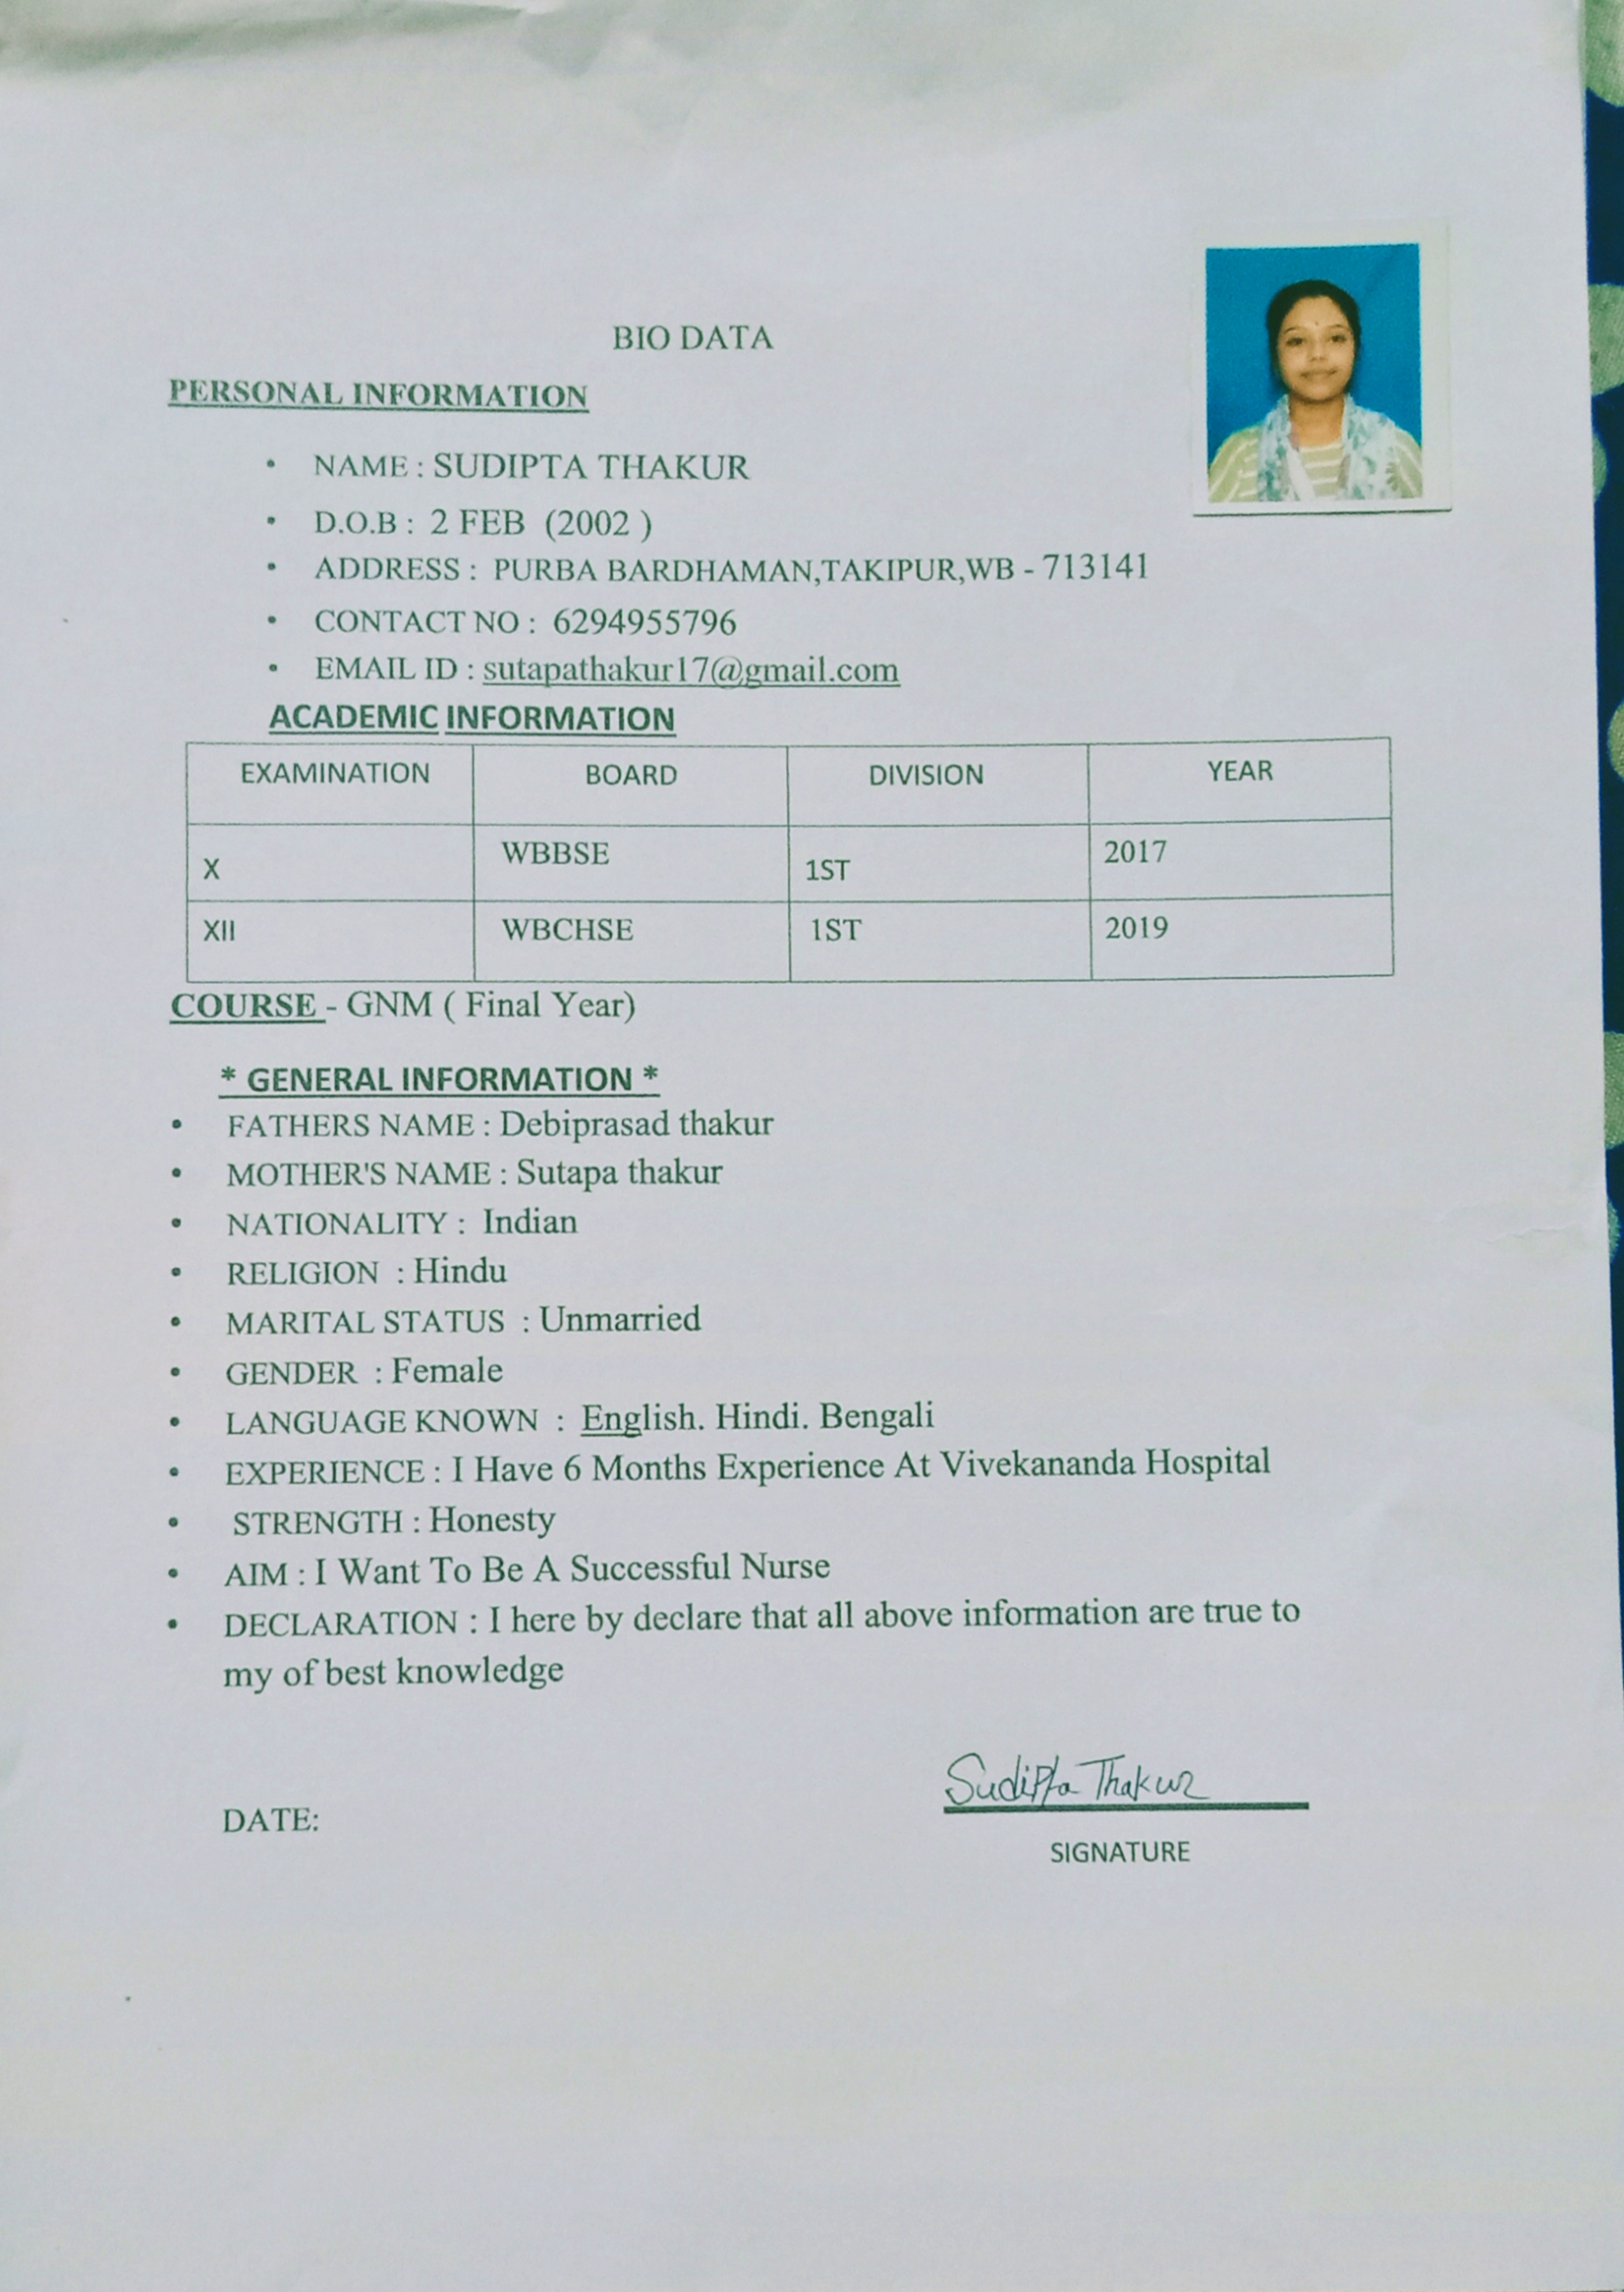 BIO DATA
PERSONAL INFORMATION
• NAME : SUDIPTA THAKUR
• D.O.B : 2 FEB (2002 )
• ADDRESS : PURBA BARDHAMAN,TAKIPUR,WB - 713141
• CONTACT NO : 6294955796
• EMAIL ID : sutapathakur17@gmail.com
ACADEMIC INFORMATION
EXAMINATION BOARD DIVISION YEAR
X WBBSE 1ST 2017
XII WBCHSE 1ST 2019
COURSE - GNM ( Final Year)
* GENERAL INFORMATION *
• FATHERS NAME : Debiprasad thakur
• MOTHER'S NAME : Sutapa thakur
• NATIONALITY : Indian
• RELIGION : Hindu
• MARITAL STATUS : Unmarried
• GENDER : Female
• LANGUAGE KNOWN : English. Hindi. Bengali
• EXPERIENCE : I Have 6 Months Experience At Vivekananda Hospital
• STRENGTH : Honesty
• AIM : I Want To Be A Successful Nurse
• DECLARATION : I here by declare that all above information are true to
my of best knowledge
Sudipta Thakur
DATE:
SIGNATURE